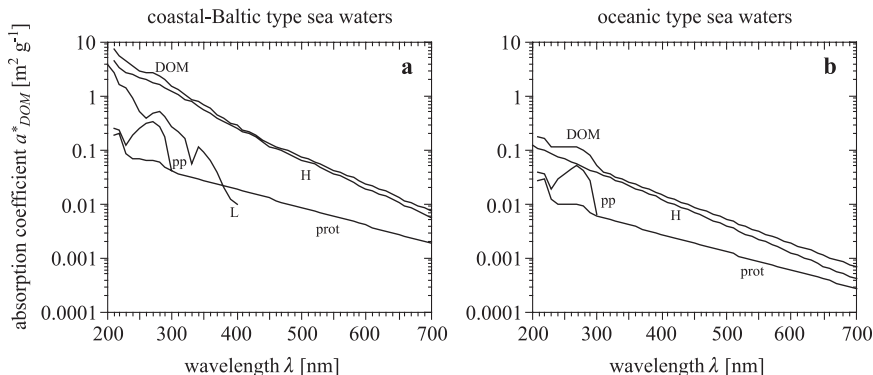 coastal-Baltic type sea waters
oceanic type sea waters
absorption coefficient a*DOM [m² g⁻¹]
10
1
0.1
0.01
0.001
0.0001
a
DOM
pp
H
L
prot
200 300 400 500 600 700
wavelength λ [nm]
10
1
0.1
0.01
0.001
0.0001
b
DOM
pp
H
prot
200 300 400 500 600 700
wavelength λ [nm]